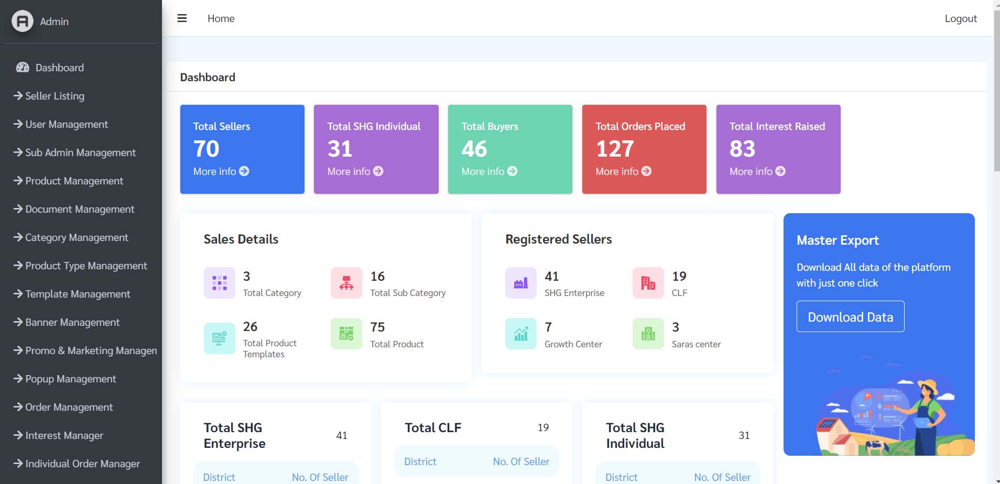 Admin
Dashboard
Seller Listing
User Management
Sub Admin Management
Product Management
Document Management
Category Management
Product Type Management
Template Management
Banner Management
Promo & Marketing Managen
Popup Management
Order Management
Interest Manager
Individual Order Manager
Home
Logout
Dashboard
Total Sellers
70
More info
Total SHG Individual
31
More info
Total Buyers
46
More info
Total Orders Placed
127
More info
Total Interest Raised
83
More info
Sales Details
3
Total Category
16
Total Sub Category
26
Total Product
Templates
75
Total Product
Registered Sellers
41
SHG Enterprise
19
CLF
7
Growth Center
3
Saras center
Master Export
Download All data of the platform
with just one click
Download Data
Total SHG
Enterprise
41
District No. Of Seller
Total CLF 19
District No. Of Seller
Total SHG
Individual
31
District No. Of Seller